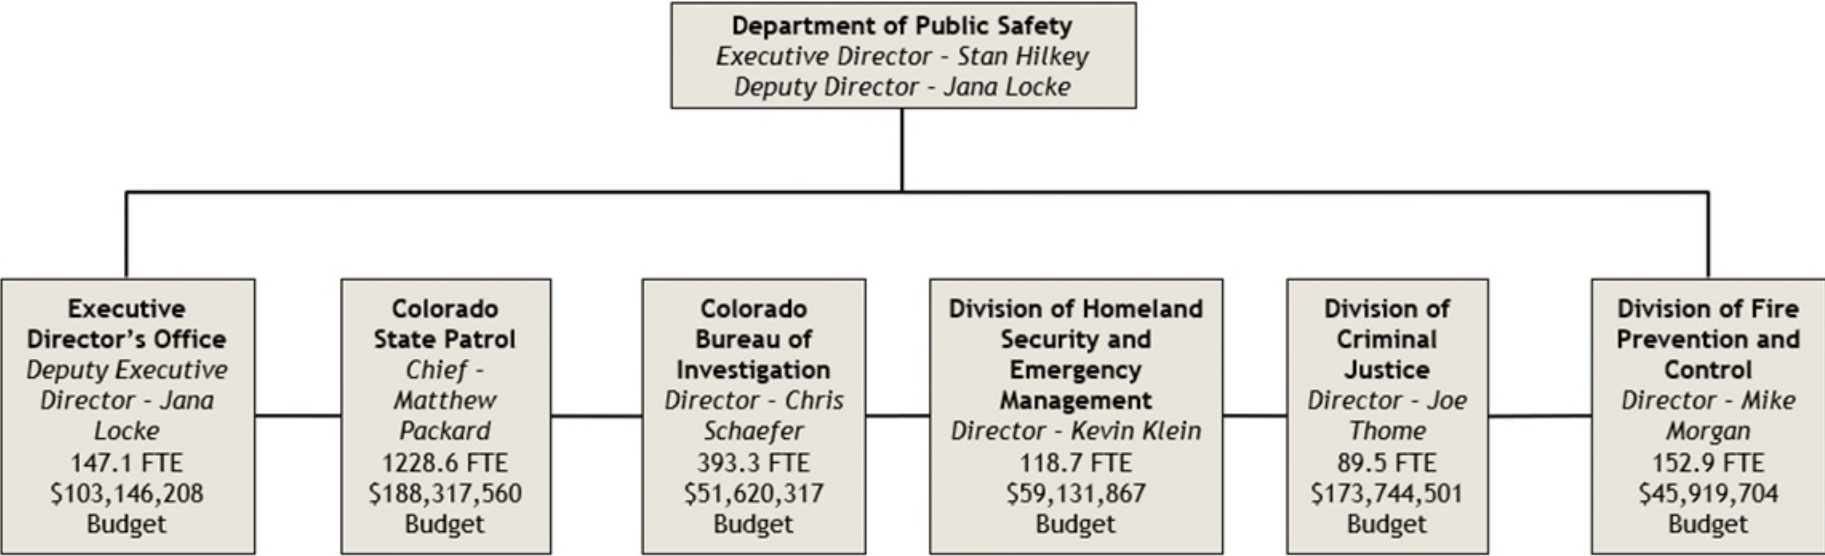 Department of Public Safety
Executive Director - Stan Hilkey
Deputy Director - Jana Locke
Executive
Director's Office
Deputy Executive
Director - Jana
Locke
147.1 FTE
$103,146,208
Budget
Colorado
State Patrol
Chief -
Matthew
Packard
1228.6 FTE
$188,317,560
Budget
Colorado
Bureau of
Investigation
Director - Chris
Schaefer
393.3 FTE
$51,620,317
Budget
Division of Homeland
Security and
Emergency
Management
Director - Kevin Klein
118.7 FTE
$59,131,867
Budget
Division of
Criminal
Justice
Director - Joe
Thome
89.5 FTE
$173,744,501
Budget
Division of Fire
Prevention and
Control
Director - Mike
Morgan
152.9 FTE
$45,919,704
Budget